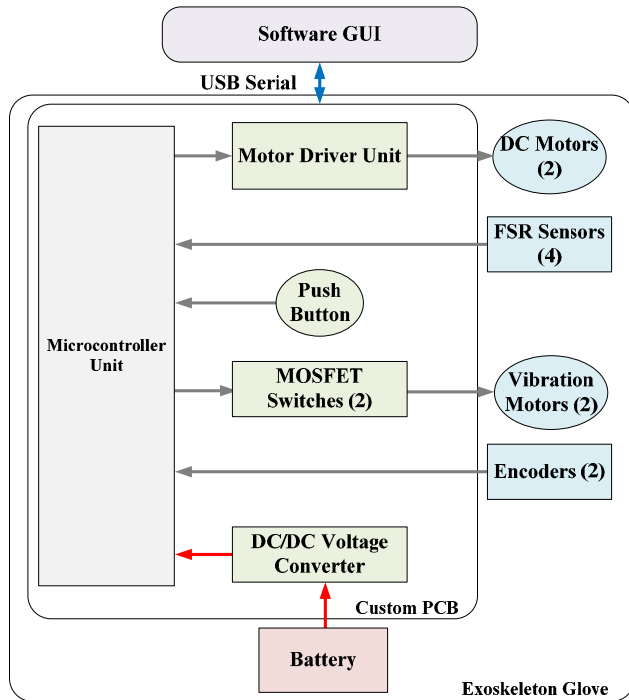 Software GUI
USB Serial
Motor Driver Unit
DC Motors
(2)
FSR Sensors
(4)
Push
Button
Microcontroller
Unit
MOSFET
Switches (2)
Vibration
Motors (2)
Encoders (2)
DC/DC Voltage
Converter
Custom PCB
Battery
Exoskeleton Glove